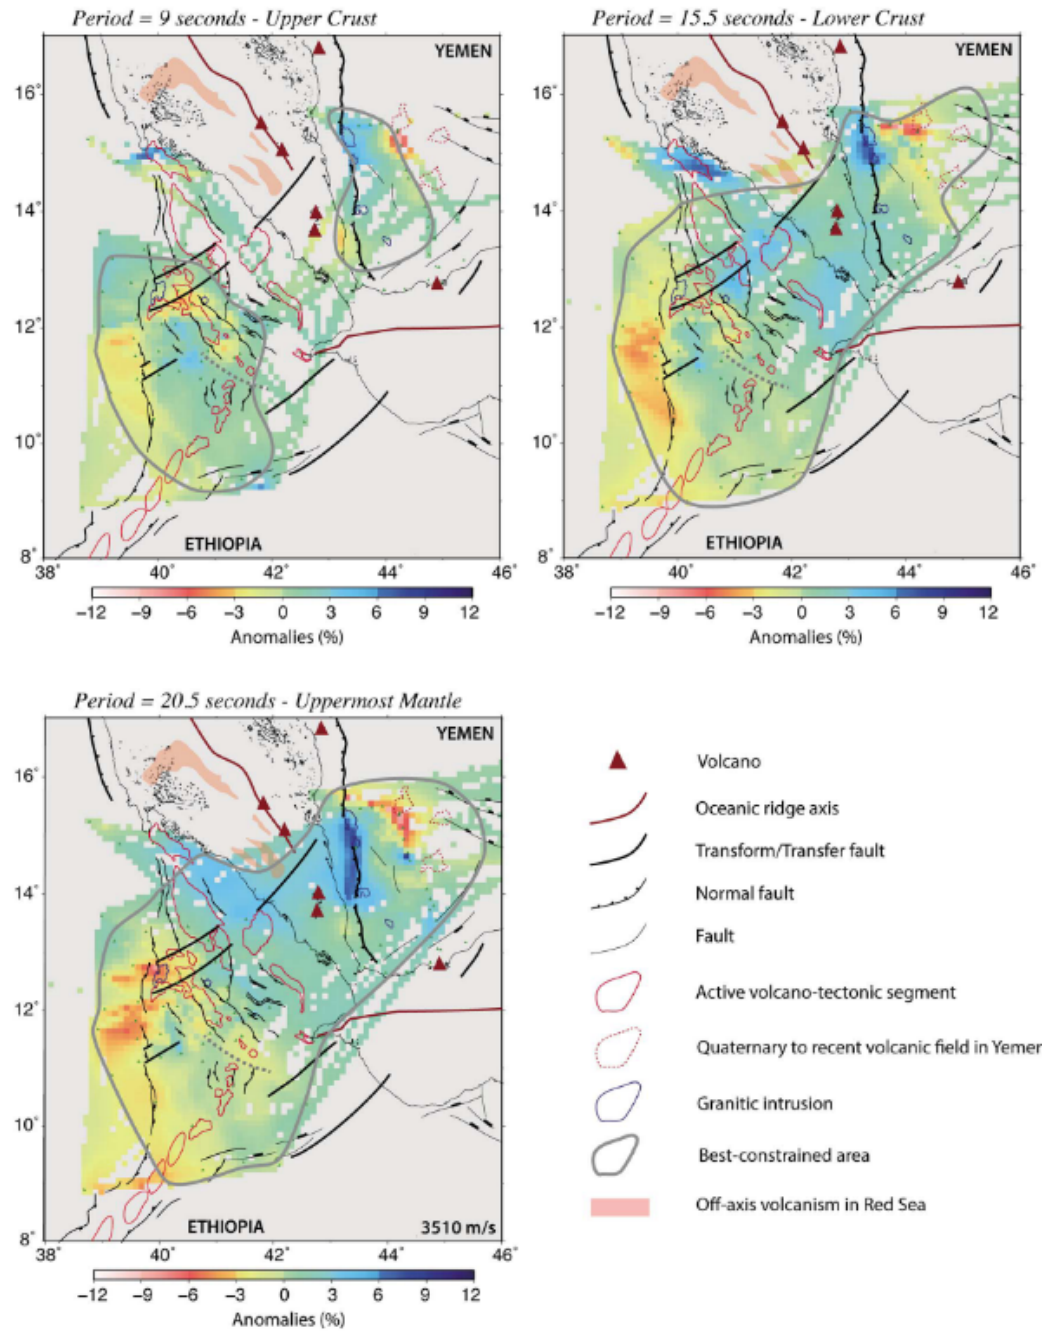 Period = 9 seconds - Upper Crust
YEMEN
16˚
14˚
12˚
10˚
8˚
ETHIOPIA
38 40 42 44 46˚
−12 −9 −6 −3 0 3 6 9 12
Anomalies (%)
Period = 15.5 seconds - Lower Crust
YEMEN
16˚
14˚
12˚
10˚
8˚
ETHIOPIA
38 40 42 44 46
−12 −9 −6 −3 0 3 6 9 12
Anomalies (%)
Period = 20.5 seconds - Uppermost Mantle
YEMEN
16˚
14˚
12˚
10˚
8˚
ETHIOPIA
3510 m/s
38 40 42 44 46
−12 −9 −6 −3 0 3 6 9 12
Anomalies (%)
Volcano
Oceanic ridge axis
Transform/Transfer fault
Normal fault
Fault
Active volcano-tectonic segment
Quaternary to recent volcanic field in Yemer
Granitic intrusion
Best-constrained area
Off-axis volcanism in Red Sea